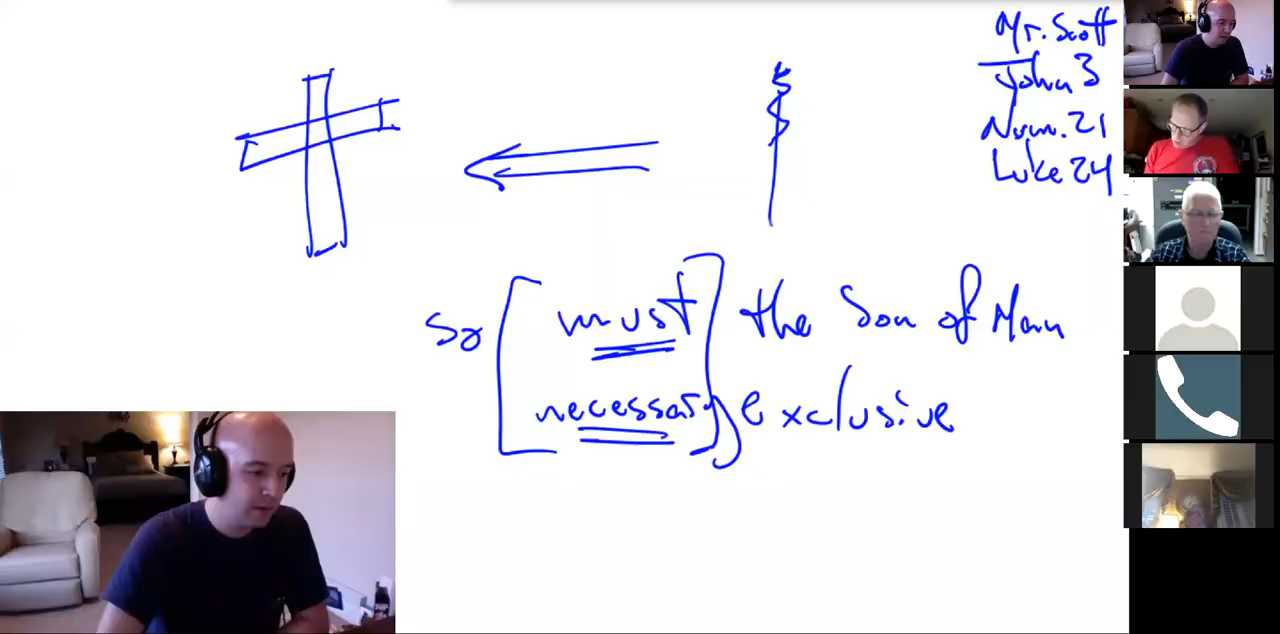 Mr. Scott
John 3
Num. 21
Luke 24
so [must] the Son of Man
necessary exclusive